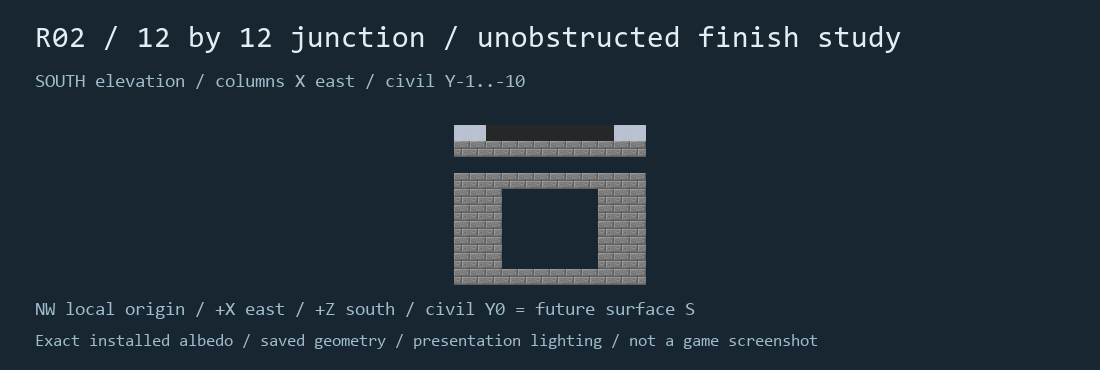 R02 / 12 by 12 junction / unobstructed finish study
SOUTH elevation / columns X east / civil Y-1..-10
NW local origin / +X east / +Z south / civil Y0 = future surface S
Exact installed albedo / saved geometry / presentation lighting / not a game screenshot